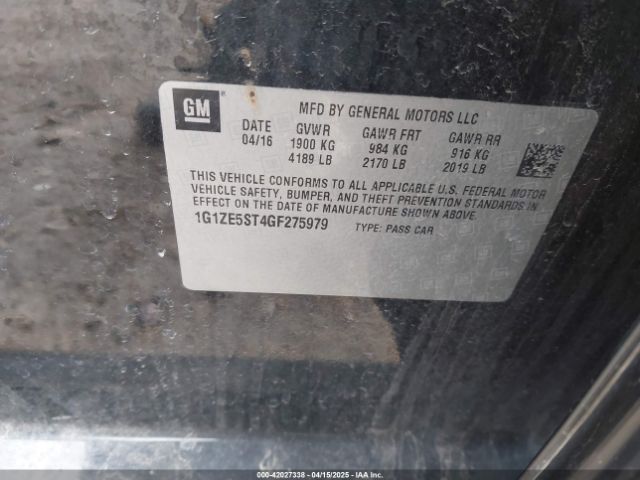 GM
MFD BY GENERAL MOTORS LLC
DATE GVWR GAWR FRT GAWR RR
04/16 1900 KG 984 KG 916 KG
4189 LB 2170 LB 2019 LB
THIS VEHICLE CONFORMS TO ALL APPLICABLE U.S. FEDERAL MOTOR
VEHICLE SAFETY, BUMPER, AND THEFT PREVENTION STANDARDS IN
EFFECT ON THE DATE OF MANUFACTURE SHOWN ABOVE.
1G1ZE5ST4GF275979 TYPE: PASS CAR
000-42027338 - 04/15/2025 - IAA Inc.